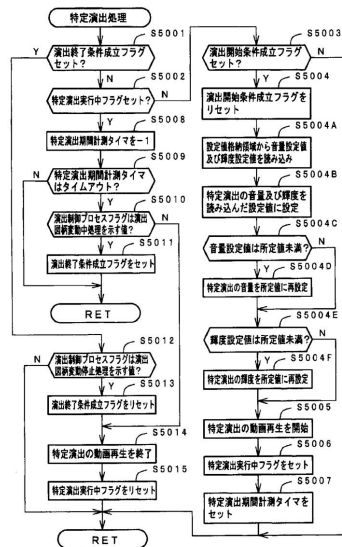 特定演出処理
S5001
演出終了条件成立フラグ
セット?
Y
N
S5002
特定演出実行中フラグセット?
N
Y
S5008
特定演出期間計測タイマを-1
S5009
特定演出期間計測タイマ
はタイムアウト?
N
Y
S5010
演出制御プロセスフラグは演出
図柄変動中処理を示す値?
N
Y
S5011
演出終了条件成立フラグをセット
RET
S5012
演出制御プロセスフラグは演出
図柄変動停止処理を示す値?
N
Y
S5013
演出終了条件成立フラグをリセット
S5014
特定演出の動画再生を終了
S5015
特定演出実行中フラグをリセット
RET
S5003
演出開始条件成立フラグ
セット?
N
Y
S5004
演出開始条件成立フラグを
リセット
S5004A
設定値格納領域から音量設定値
及び輝度設定値を読み込み
S5004B
特定演出の音量及び輝度を
読み込んだ設定値に設定
S5004C
音量設定値は所定値未満?
N
Y
S5004D
特定演出の音量を所定値に再設定
S5004E
輝度設定値は所定値未満?
N
Y
S5004F
特定演出の輝度を所定値に再設定
S5005
特定演出の動画再生を開始
S5006
特定演出実行中フラグをセット
S5007
特定演出期間計測タイマを
セット